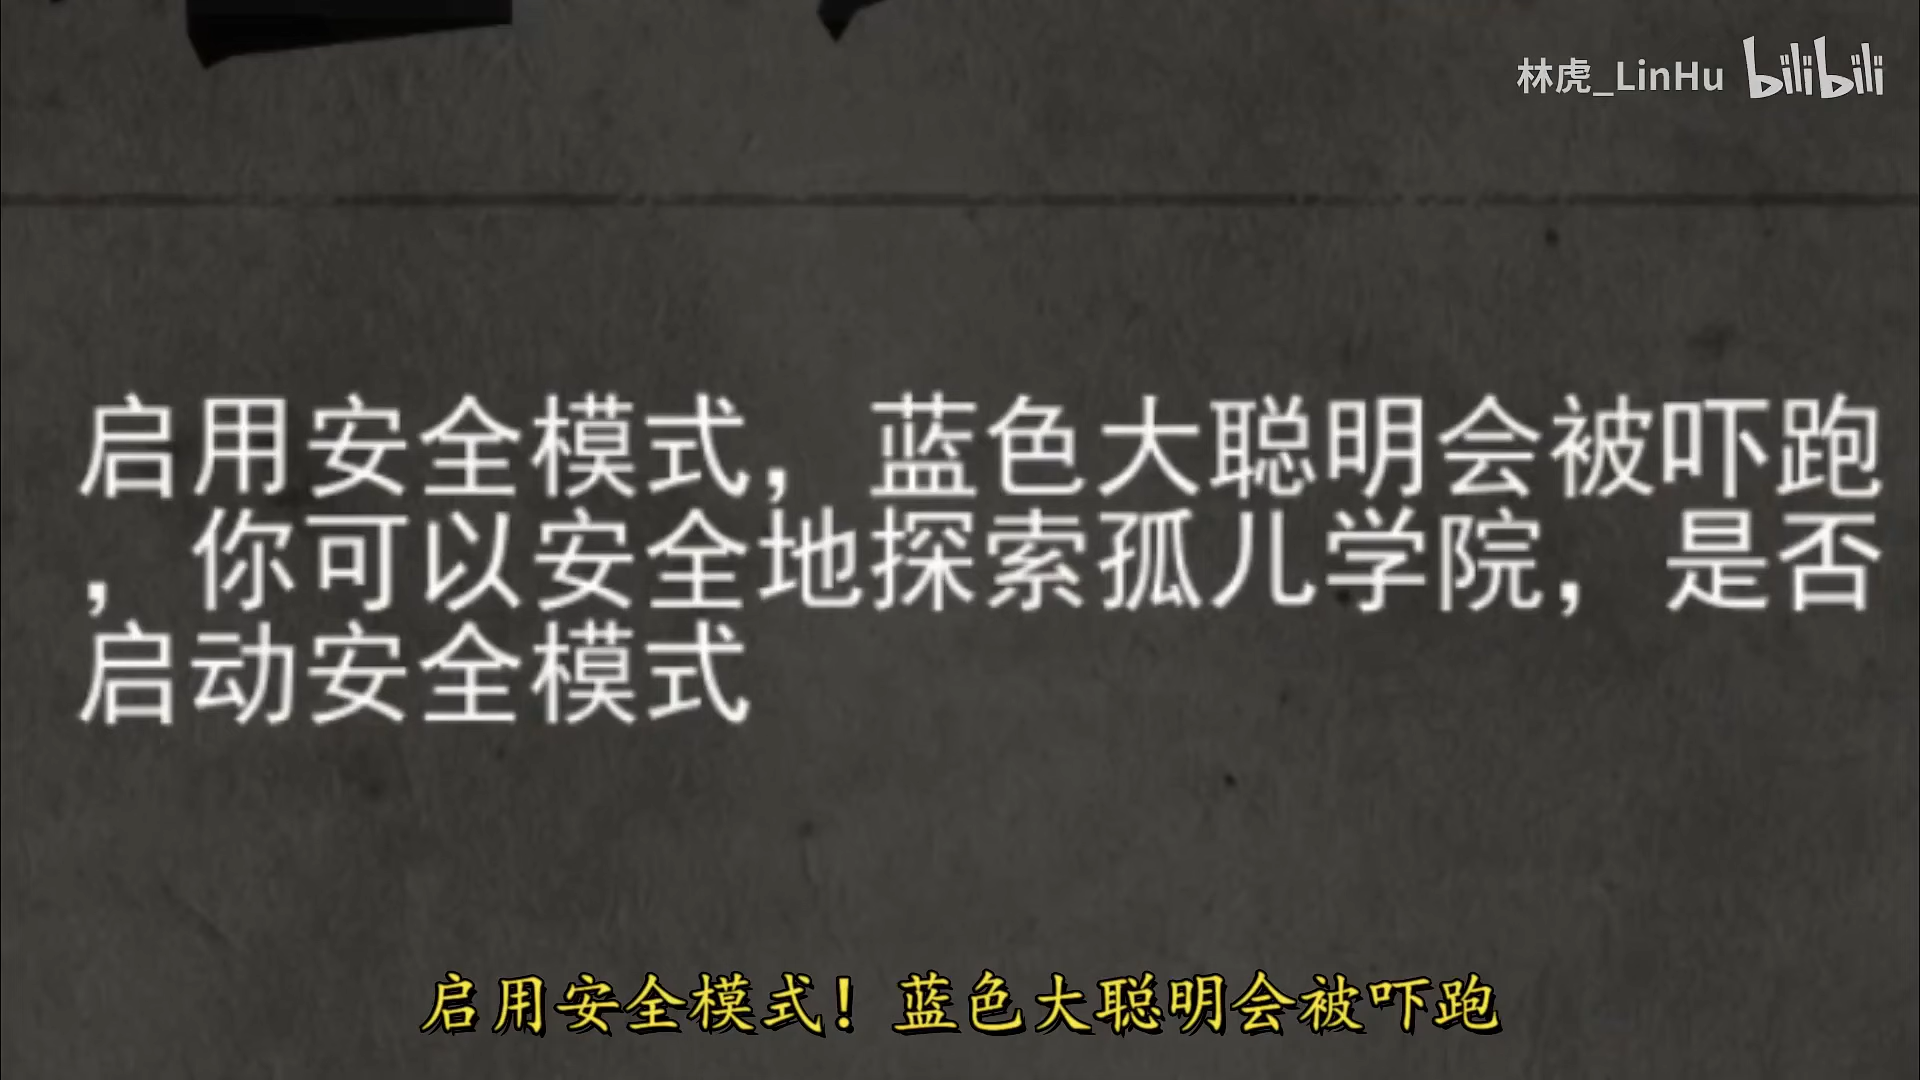 林虎_LinHu bilibili
启用安全模式，蓝色大聪明会被吓跑
，你可以安全地探索孤儿学院，是否
启动安全模式
启用安全模式！蓝色大聪明会被吓跑